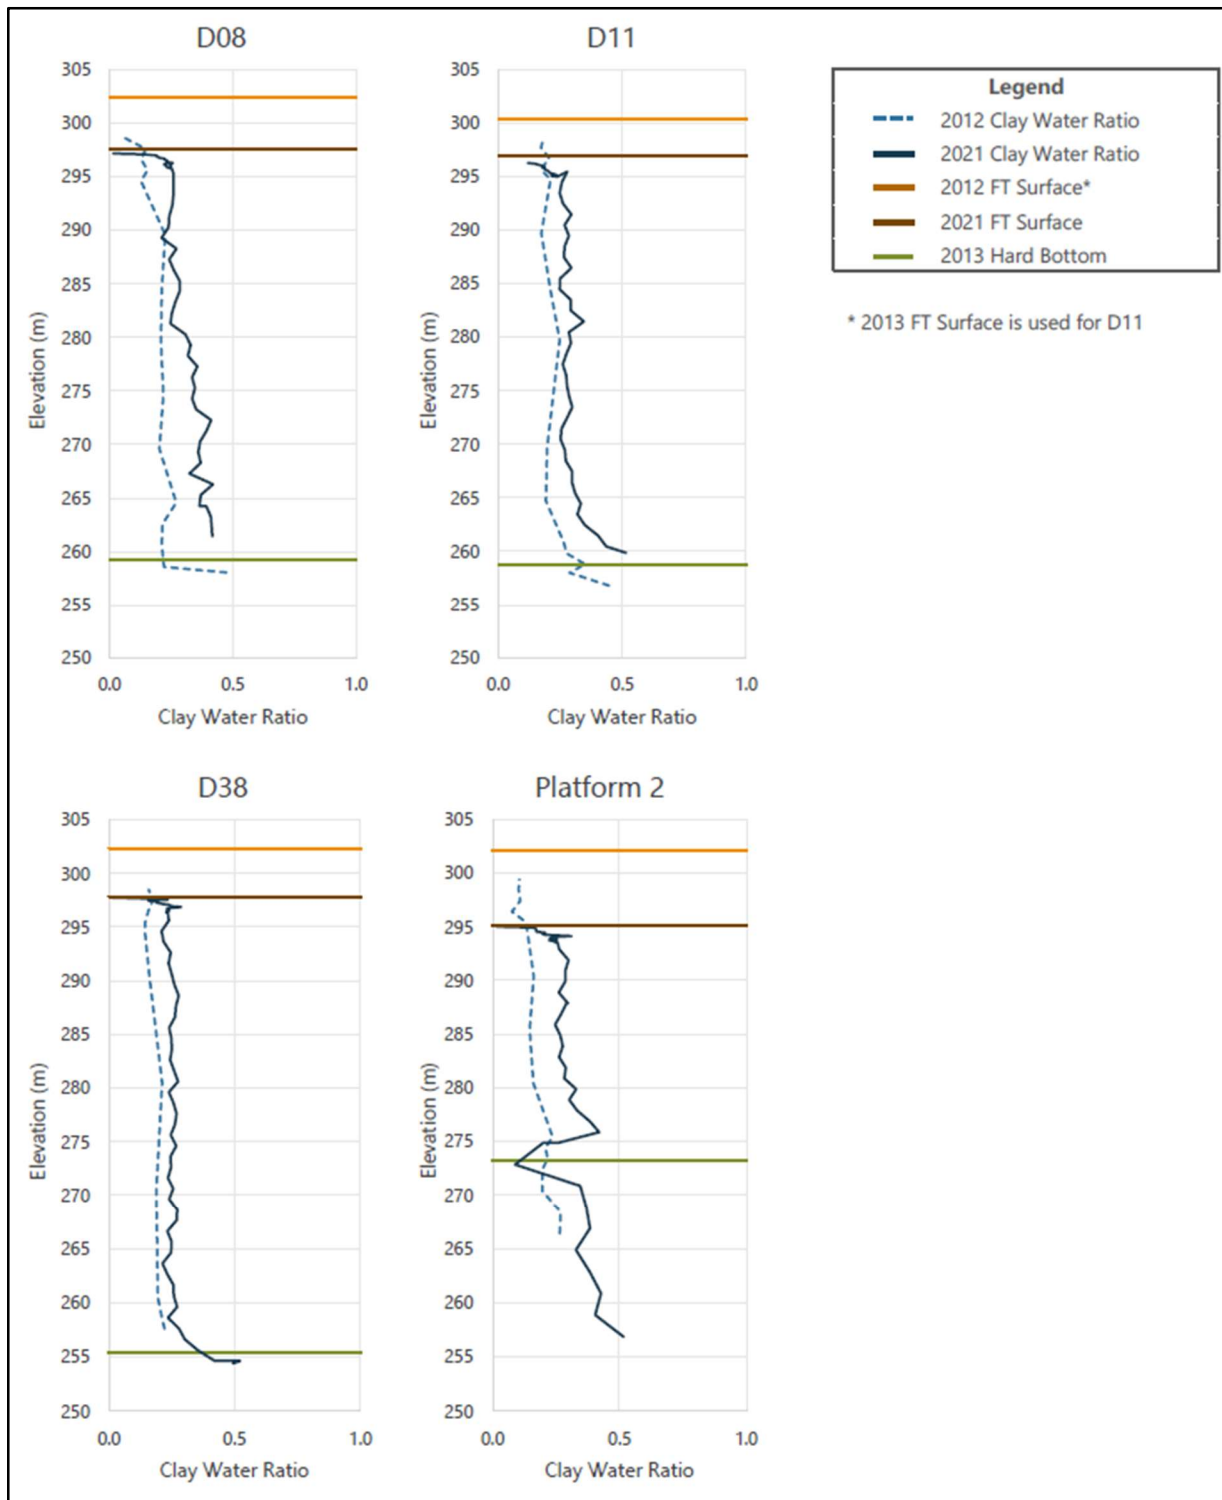 D08
305
300
295
290
285
280
275
270
265
260
255
250
Elevation (m)
0.0 0.5 1.0
Clay Water Ratio
D11
305
300
295
290
285
280
275
270
265
260
255
250
Elevation (m)
0.0 0.5 1.0
Clay Water Ratio
Legend
2012 Clay Water Ratio
2021 Clay Water Ratio
2012 FT Surface*
2021 FT Surface
2013 Hard Bottom
* 2013 FT Surface is used for D11
D38
305
300
295
290
285
280
275
270
265
260
255
250
Elevation (m)
0.0 0.5 1.0
Clay Water Ratio
Platform 2
305
300
295
290
285
280
275
270
265
260
255
250
Elevation (m)
0.0 0.5 1.0
Clay Water Ratio